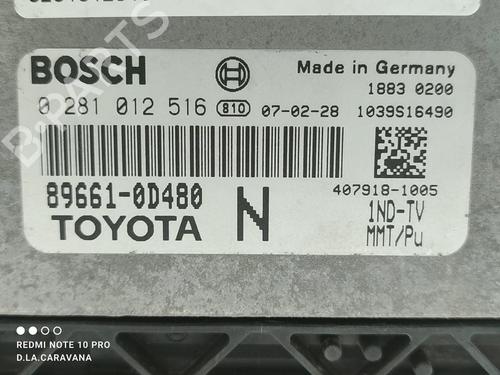 BOSCH
Made in Germany
1883 0200
0 281 012 516 810 07-02-28 1039S16490
407918-1005
89661-0D480
TOYOTA N
1ND-TV
MMT/Pu
B-PARTS
REDMI NOTE 10 PRO
D.LA.CARAVANA